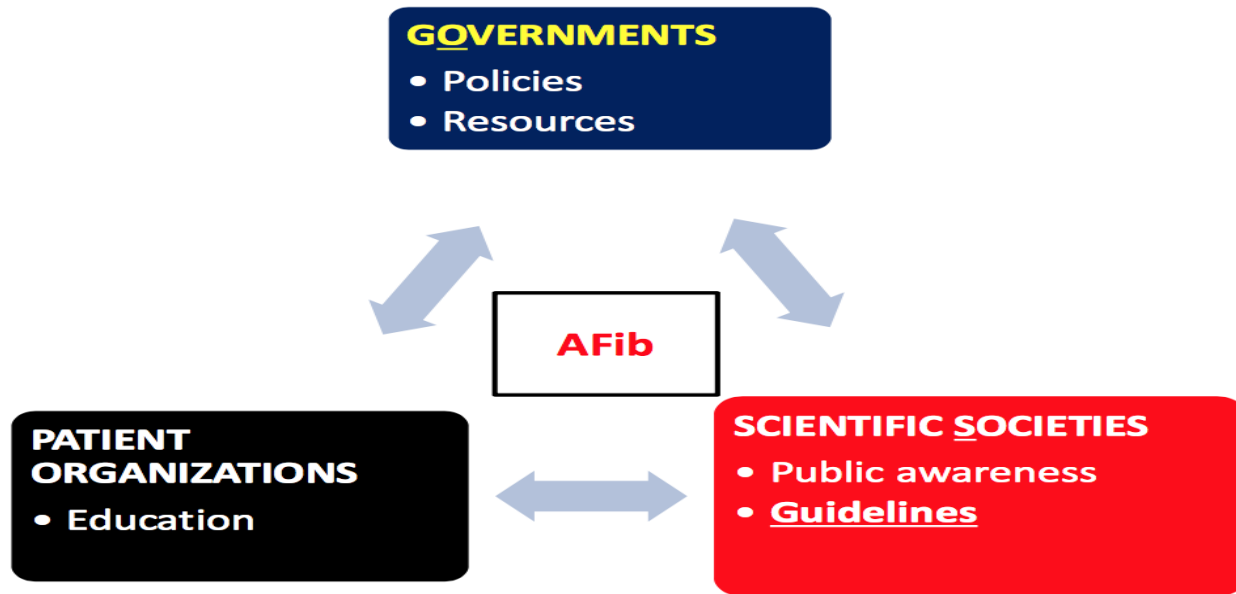 GOVERNMENTS
• Policies
• Resources
AFib
PATIENT
ORGANIZATIONS
• Education
SCIENTIFIC SOCIETIES
• Public awareness
• Guidelines